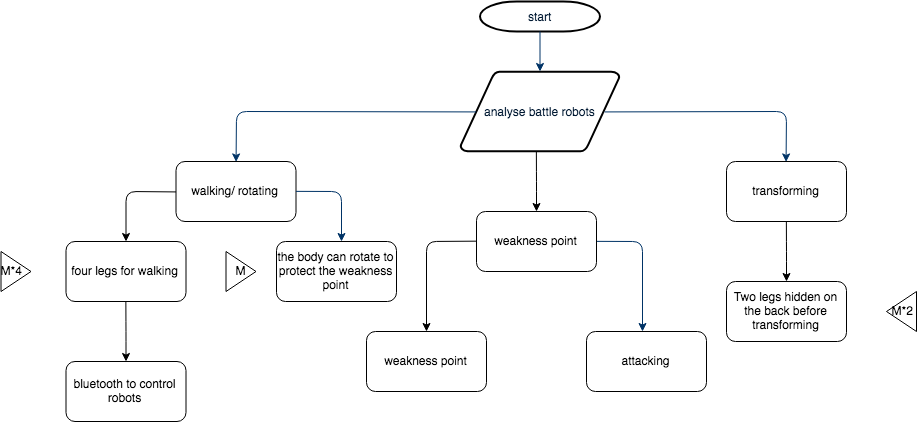 start
analyse battle robots
walking/ rotating
transforming
weakness point
M*4
four legs for walking
M
the body can rotate to
protect the weakness
point
Two legs hidden on
the back before
transforming
M*2
weakness point
attacking
bluetooth to control
robots